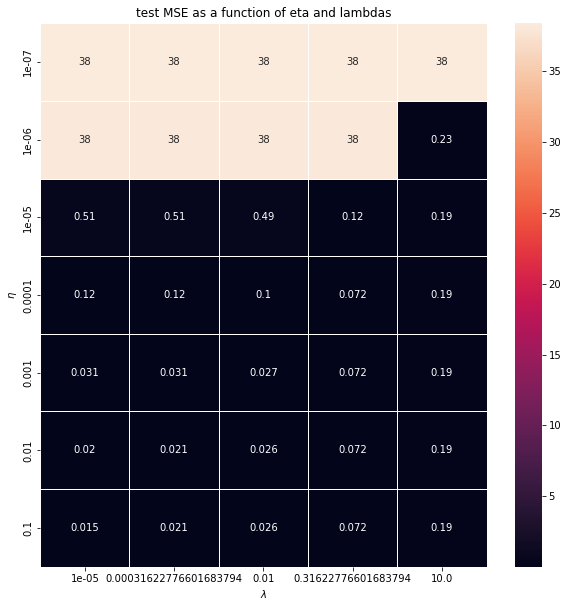 test MSE as a function of eta and lambdas
1e-07 38 38 38 38 38
1e-06 38 38 38 38 0.23
1e-05 0.51 0.51 0.49 0.12 0.19
0.0001 0.12 0.12 0.1 0.072 0.19
0.001 0.031 0.031 0.027 0.072 0.19
0.01 0.02 0.021 0.026 0.072 0.19
0.1 0.015 0.021 0.026 0.072 0.19
1e-05 0.00031622776601683794 0.01 0.31622776601683794 10.0
λ
η
35
30
25
20
15
10
5